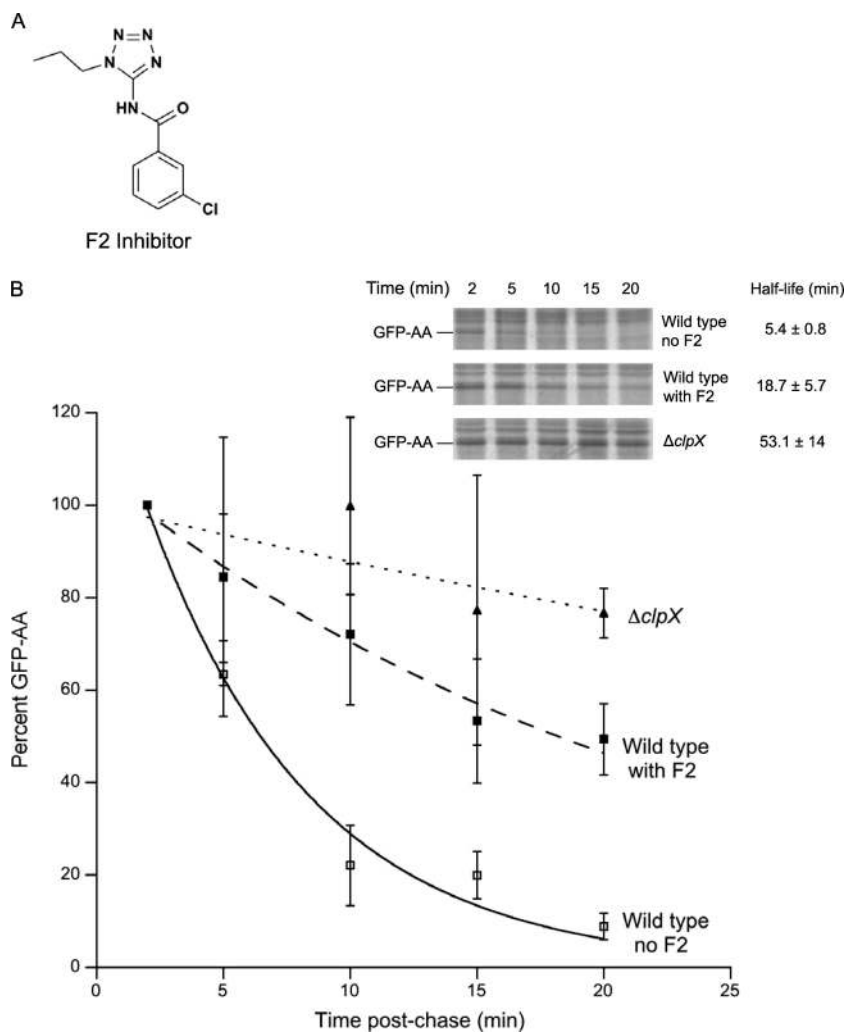 A
N=N
N
N
HN
O
Cl
F2 Inhibitor
B
Time (min) 2 5 10 15 20 Half-life (min)
GFP-AA Wild type no F2 5.4 ± 0.8
GFP-AA Wild type with F2 18.7 ± 5.7
GFP-AA ΔclpX 53.1 ± 14
120
100
80
60
40
20
0
Percent GFP-AA
ΔclpX
Wild type
with F2
Wild type
no F2
0 5 10 15 20 25
Time post-chase (min)